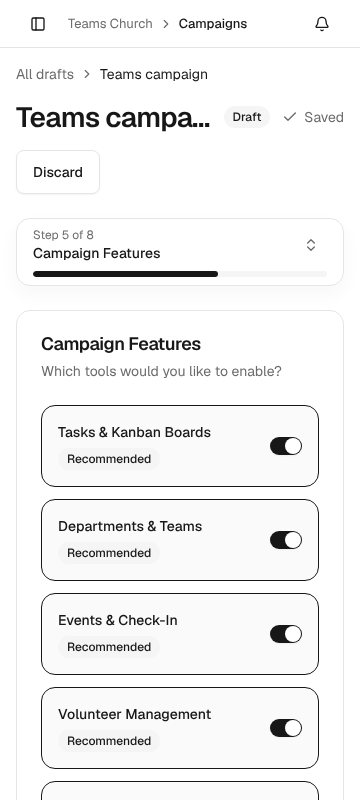 Teams Church > Campaigns
All drafts > Teams campaign
Teams campa... Draft Saved
Discard
Step 5 of 8
Campaign Features
Campaign Features
Which tools would you like to enable?
Tasks & Kanban Boards
Recommended
Departments & Teams
Recommended
Events & Check-In
Recommended
Volunteer Management
Recommended